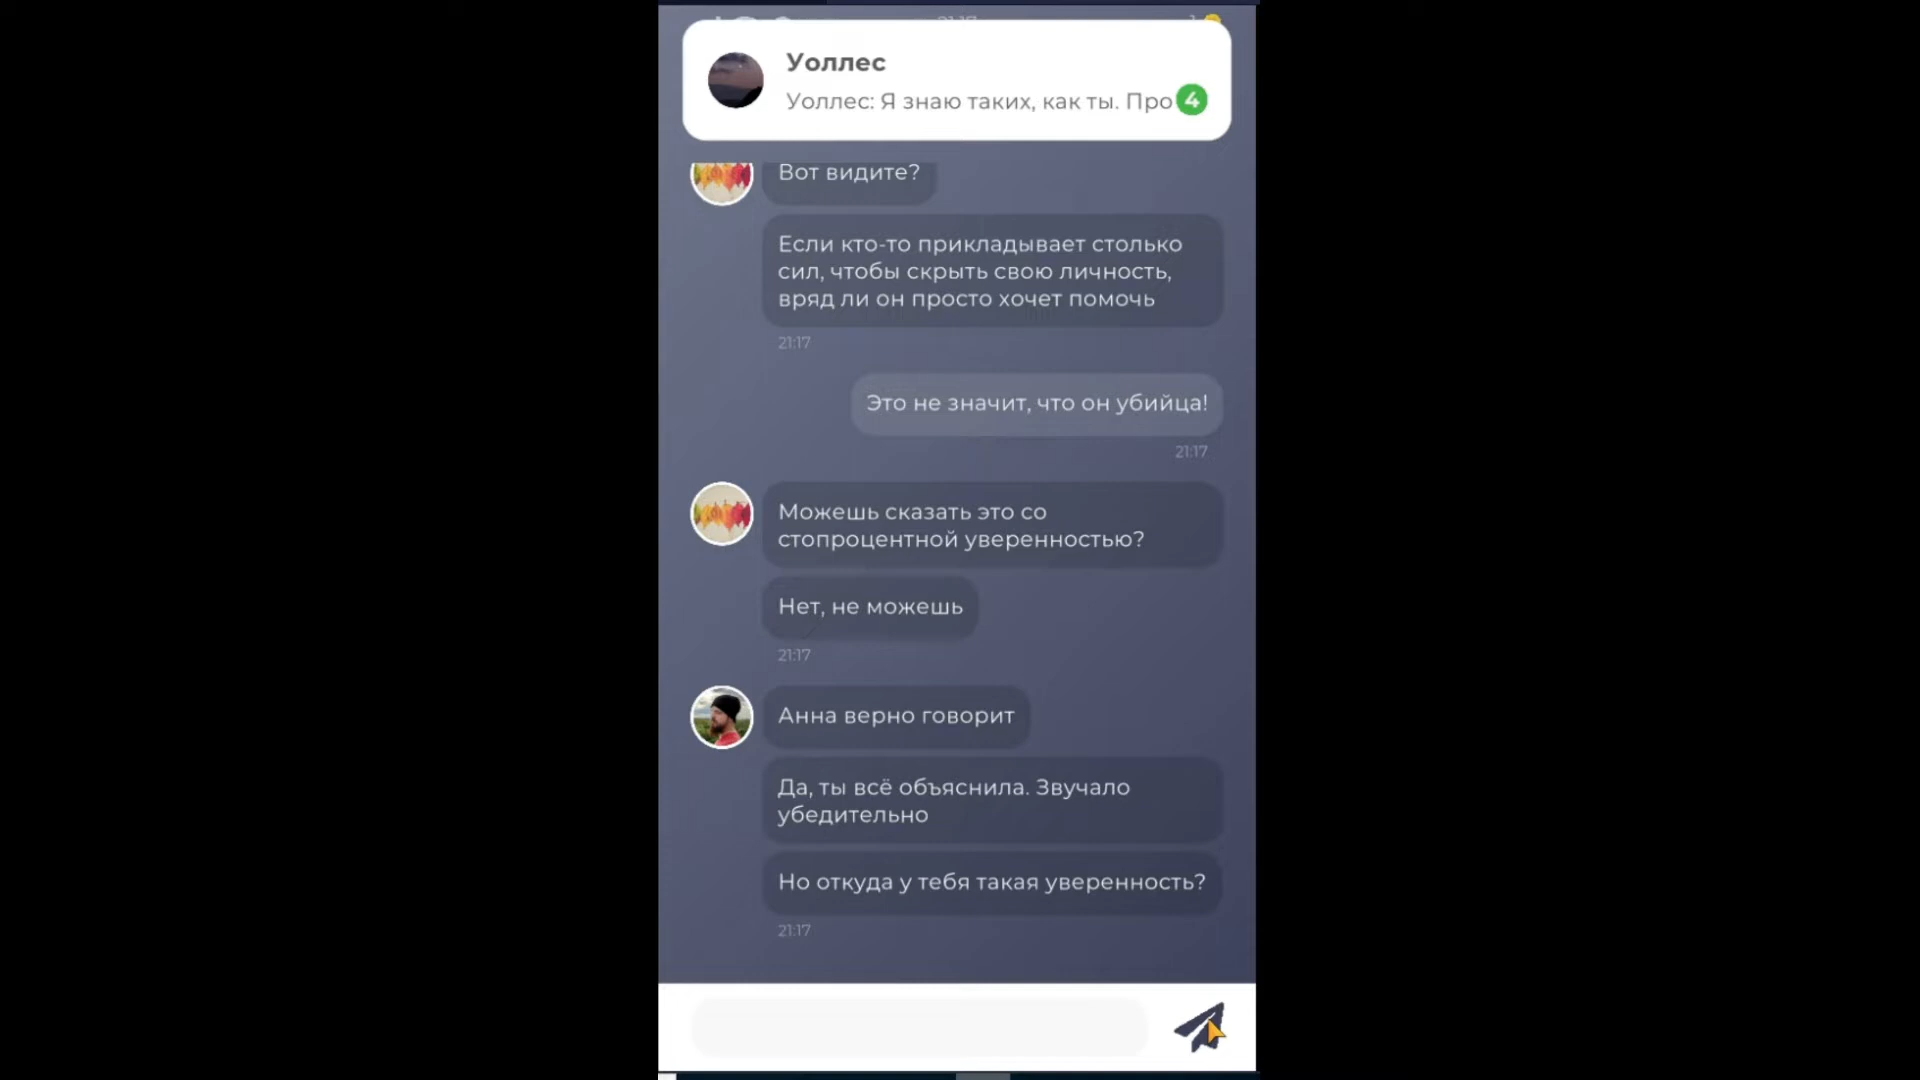 21:17
Уоллес
Уоллес: Я знаю таких, как ты. Про
4
Вот видите?
Если кто-то прикладывает столько
сил, чтобы скрыть свою личность,
вряд ли он просто хочет помочь
21:17
Это не значит, что он убийца!
21:17
Можешь сказать это со
стопроцентной уверенностью?
Нет, не можешь
21:17
Анна верно говорит
Да, ты всё объяснила. Звучало
убедительно
Но откуда у тебя такая уверенность?
21:17